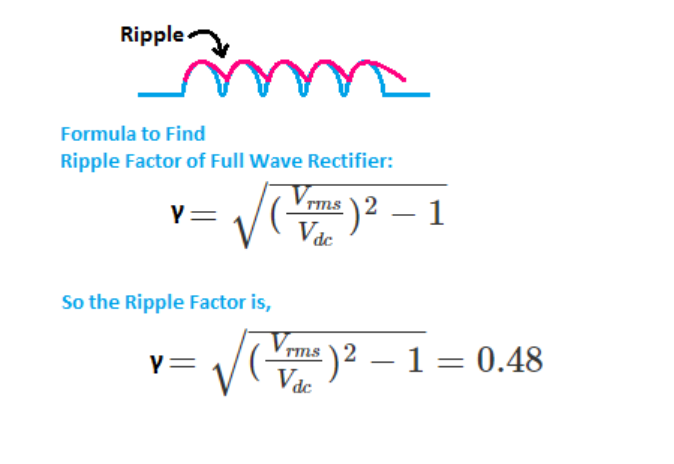 Ripple
Formula to Find
Ripple Factor of Full Wave Rectifier:
γ = √(V_rms / V_dc)² − 1
So the Ripple Factor is,
γ = √(V_rms / V_dc)² − 1 = 0.48